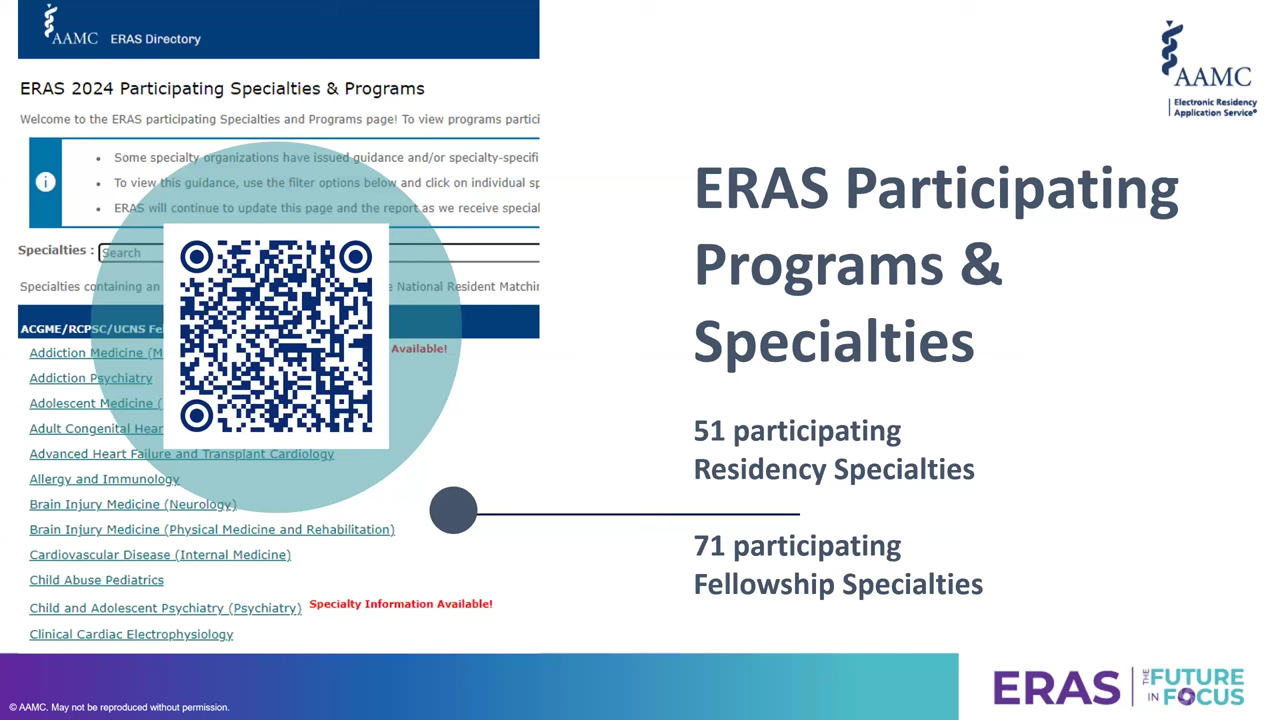 AAMC ERAS Directory
ERAS 2024 Participating Specialties & Programs
Welcome to the ERAS participating Specialties and Programs page! To view programs partici
• Some specialty organizations have issued guidance and/or specialty-specifi
i
• To view this guidance, use the filter options below and click on individual sp
• ERAS will continue to update this page and the report as we receive special
Specialties : Search
Specialties containing an e National Resident Matchin
ACGME/RCPSC/UCNS Fel
Addiction Medicine (M Available!
Addiction Psychiatry
Adolescent Medicine (
Adult Congenital Hear
Advanced Heart Failure and Transplant Cardiology
Allergy and Immunology
Brain Injury Medicine (Neurology)
Brain Injury Medicine (Physical Medicine and Rehabilitation)
Cardiovascular Disease (Internal Medicine)
Child Abuse Pediatrics
Child and Adolescent Psychiatry (Psychiatry) Specialty Information Available!
Clinical Cardiac Electrophysiology
AAMC
Electronic Residency
Application Service®
ERAS Participating
Programs &
Specialties
51 participating
Residency Specialties
71 participating
Fellowship Specialties
© AAMC. May not be reproduced without permission.
ERAS THE FUTURE
IN FOCUS